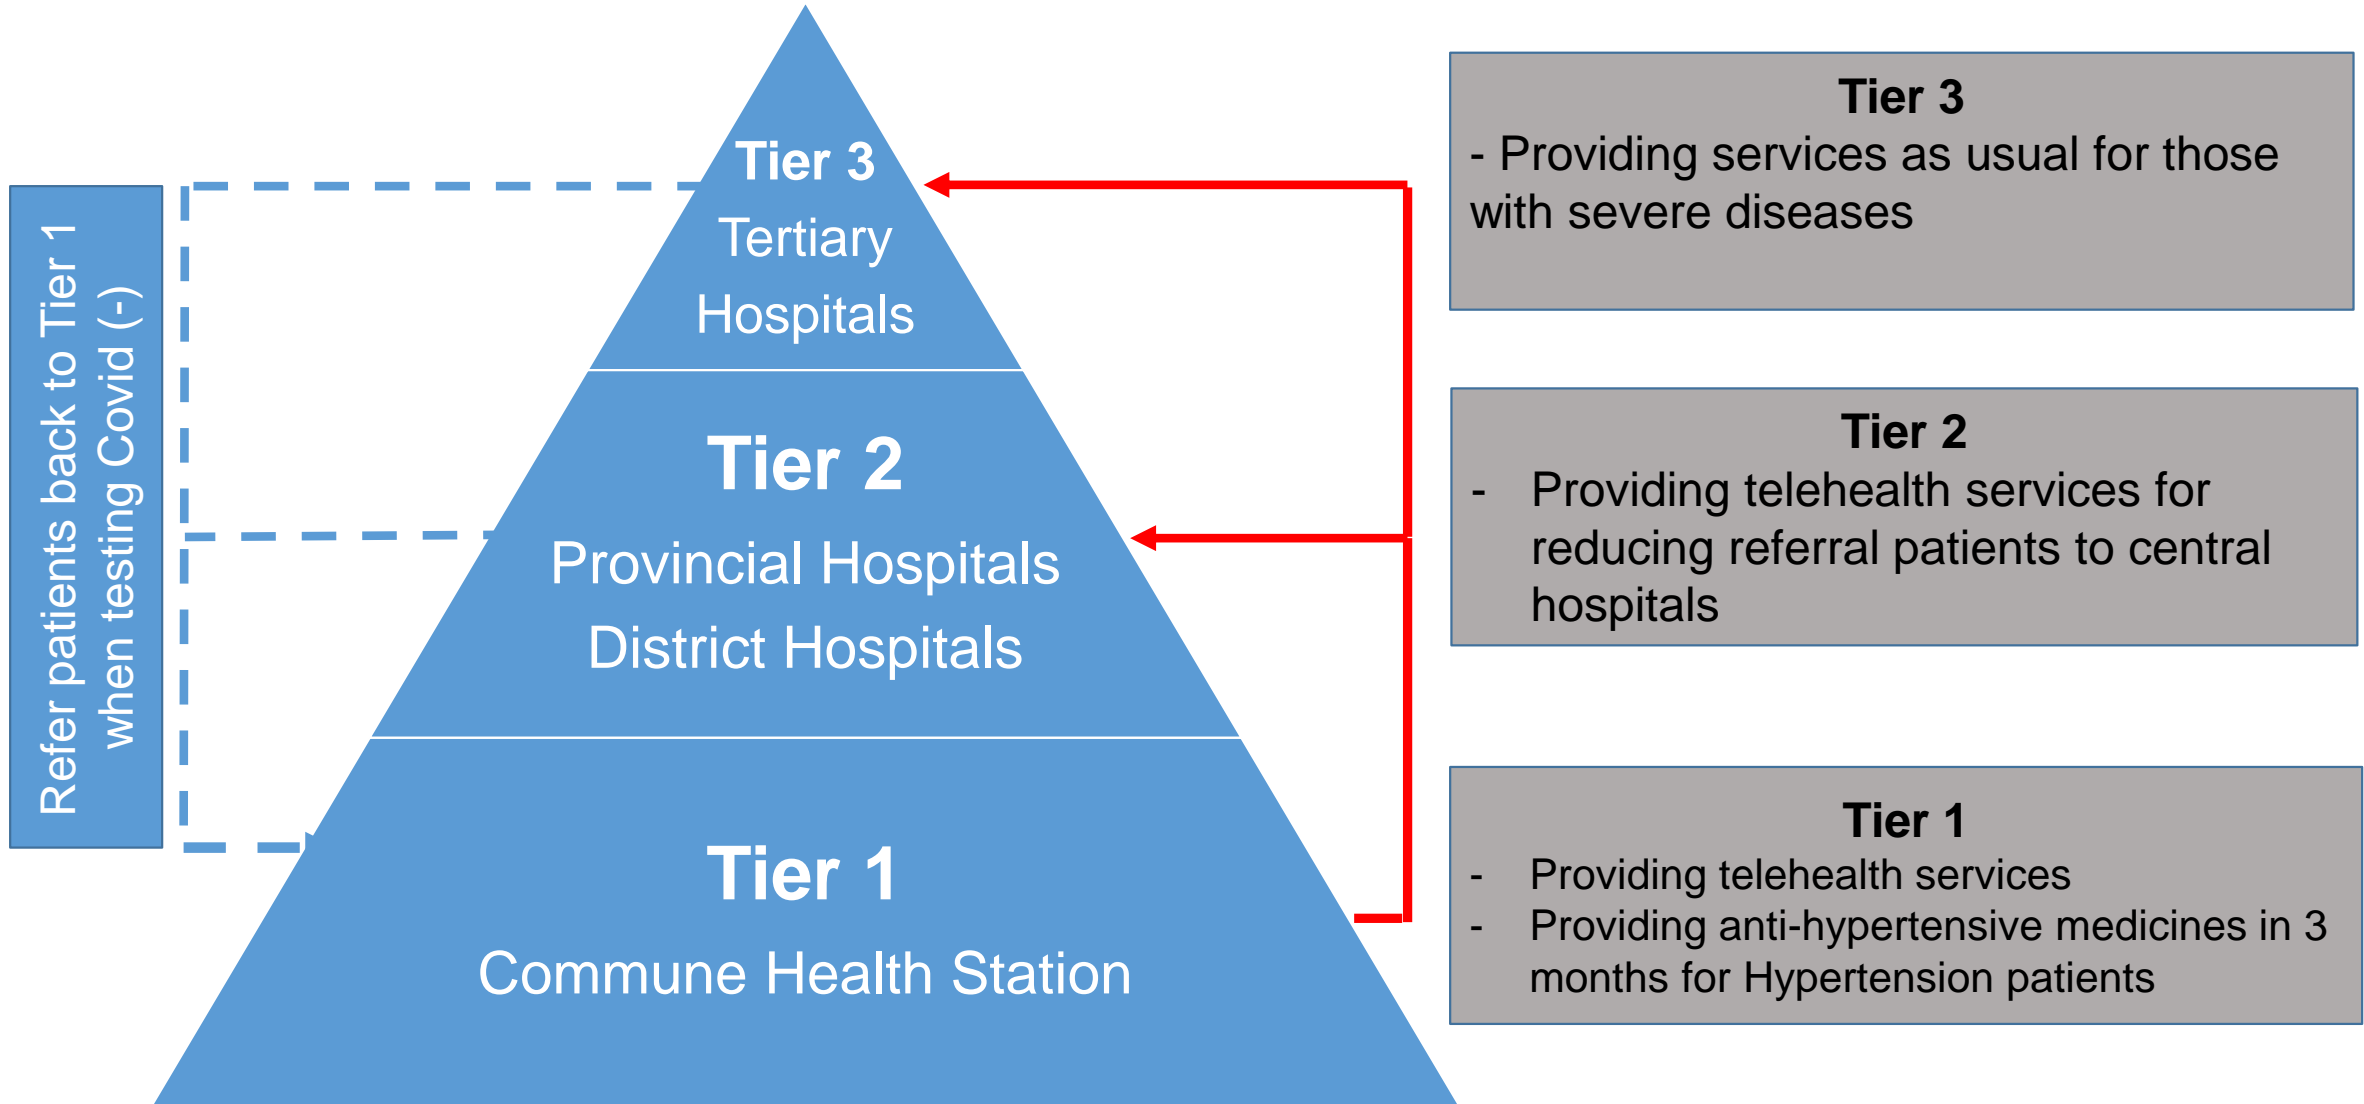 Refer patients back to Tier 1
when testing Covid (-)
Tier 3
Tertiary
Hospitals
Tier 2
Provincial Hospitals
District Hospitals
Tier 1
Commune Health Station
Tier 3
- Providing services as usual for those
with severe diseases
Tier 2
- Providing telehealth services for
reducing referral patients to central
hospitals
Tier 1
- Providing telehealth services
- Providing anti-hypertensive medicines in 3
months for Hypertension patients